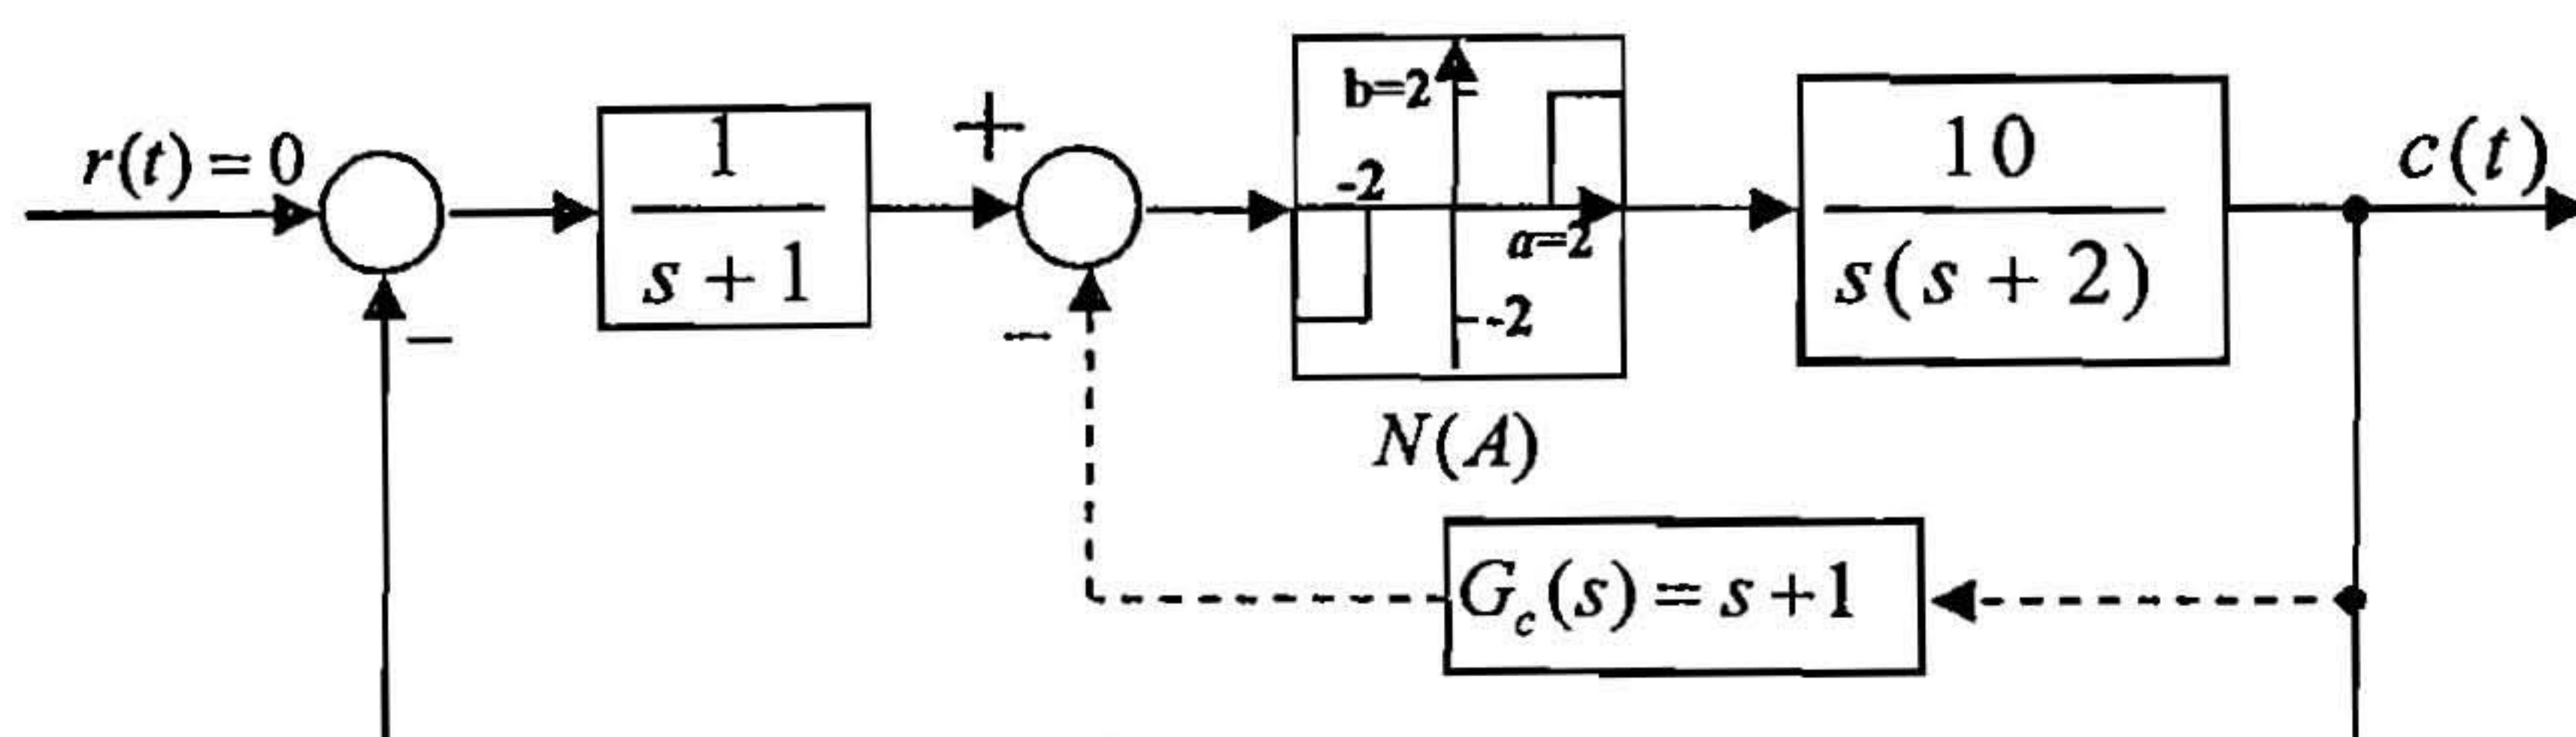 r(t) = 0
1
s + 1
+
−
−
b=2
-2
a=2
-2
N(A)
10
s(s + 2)
c(t)
G_c(s) = s + 1